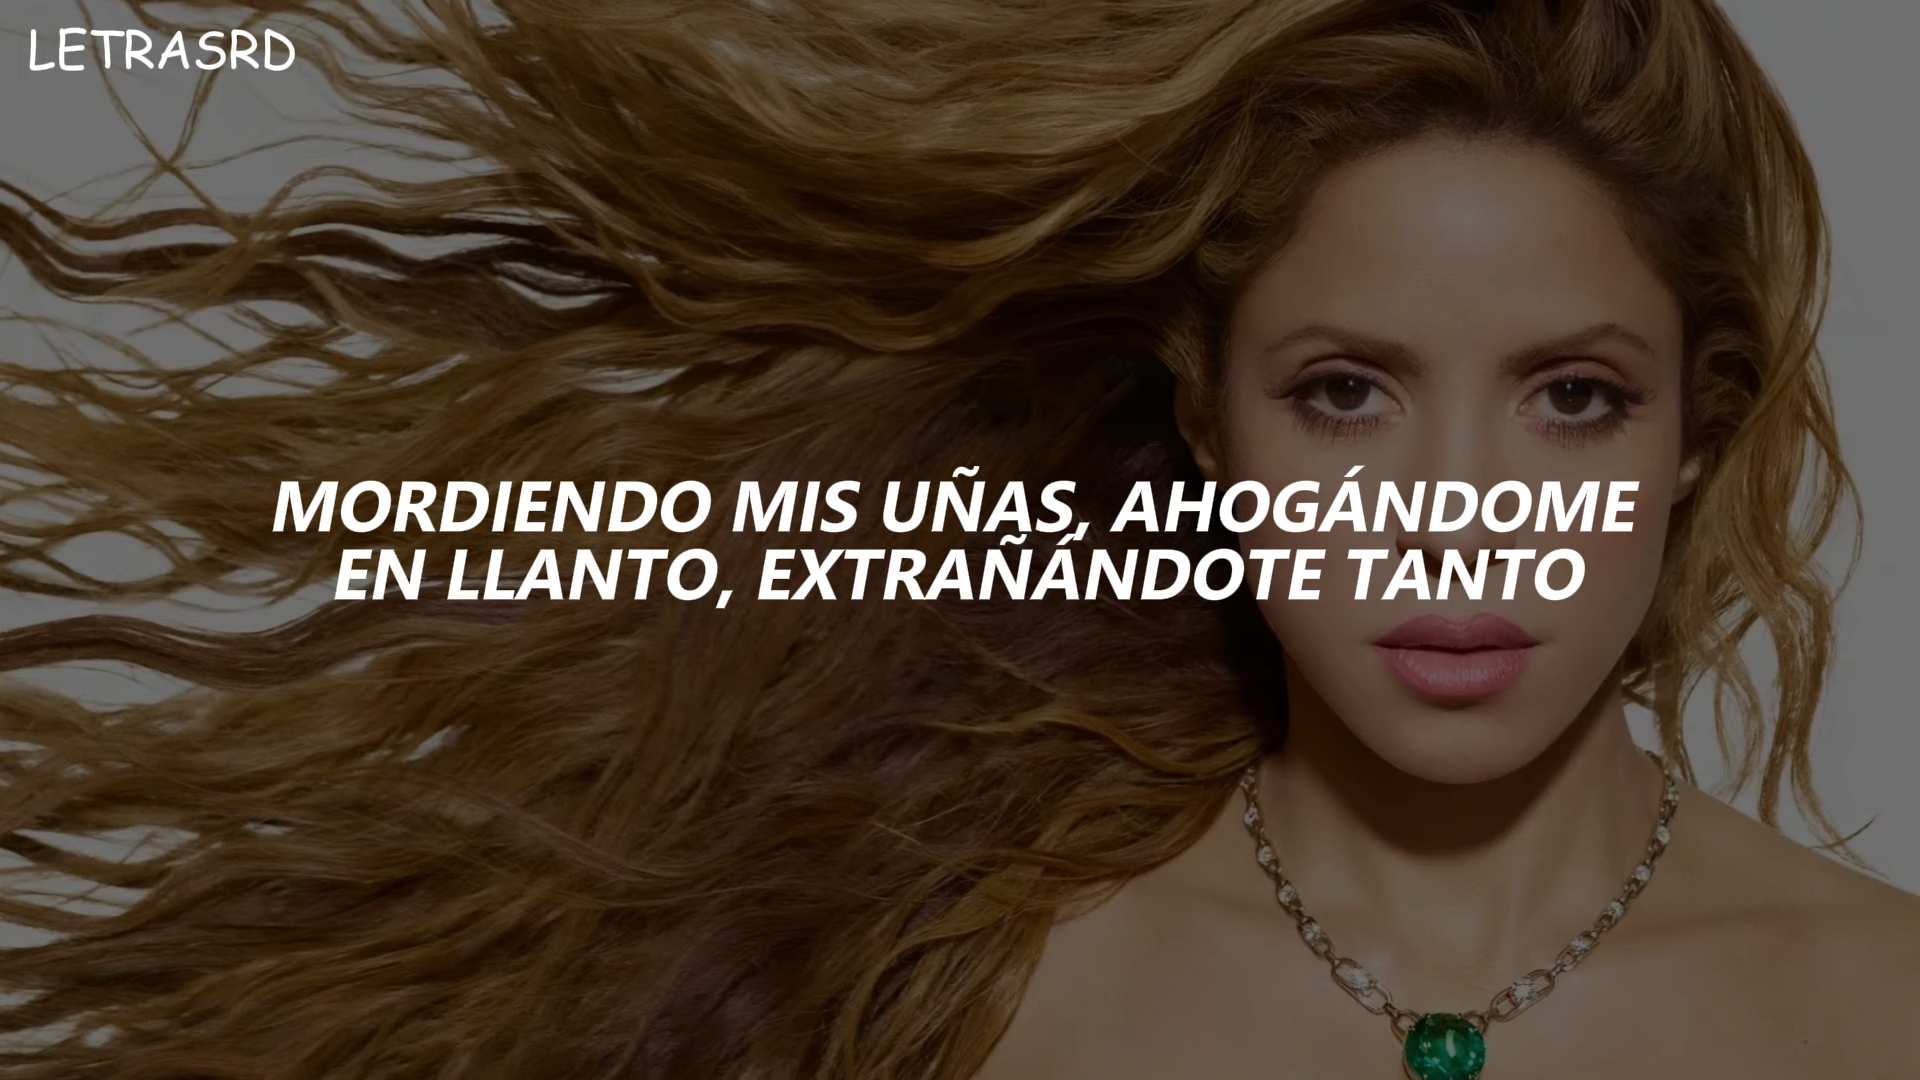 LETRASRD
MORDIENDO MIS UÑAS, AHOGÁNDOME
EN LLANTO, EXTRAÑÁNDOTE TANTO